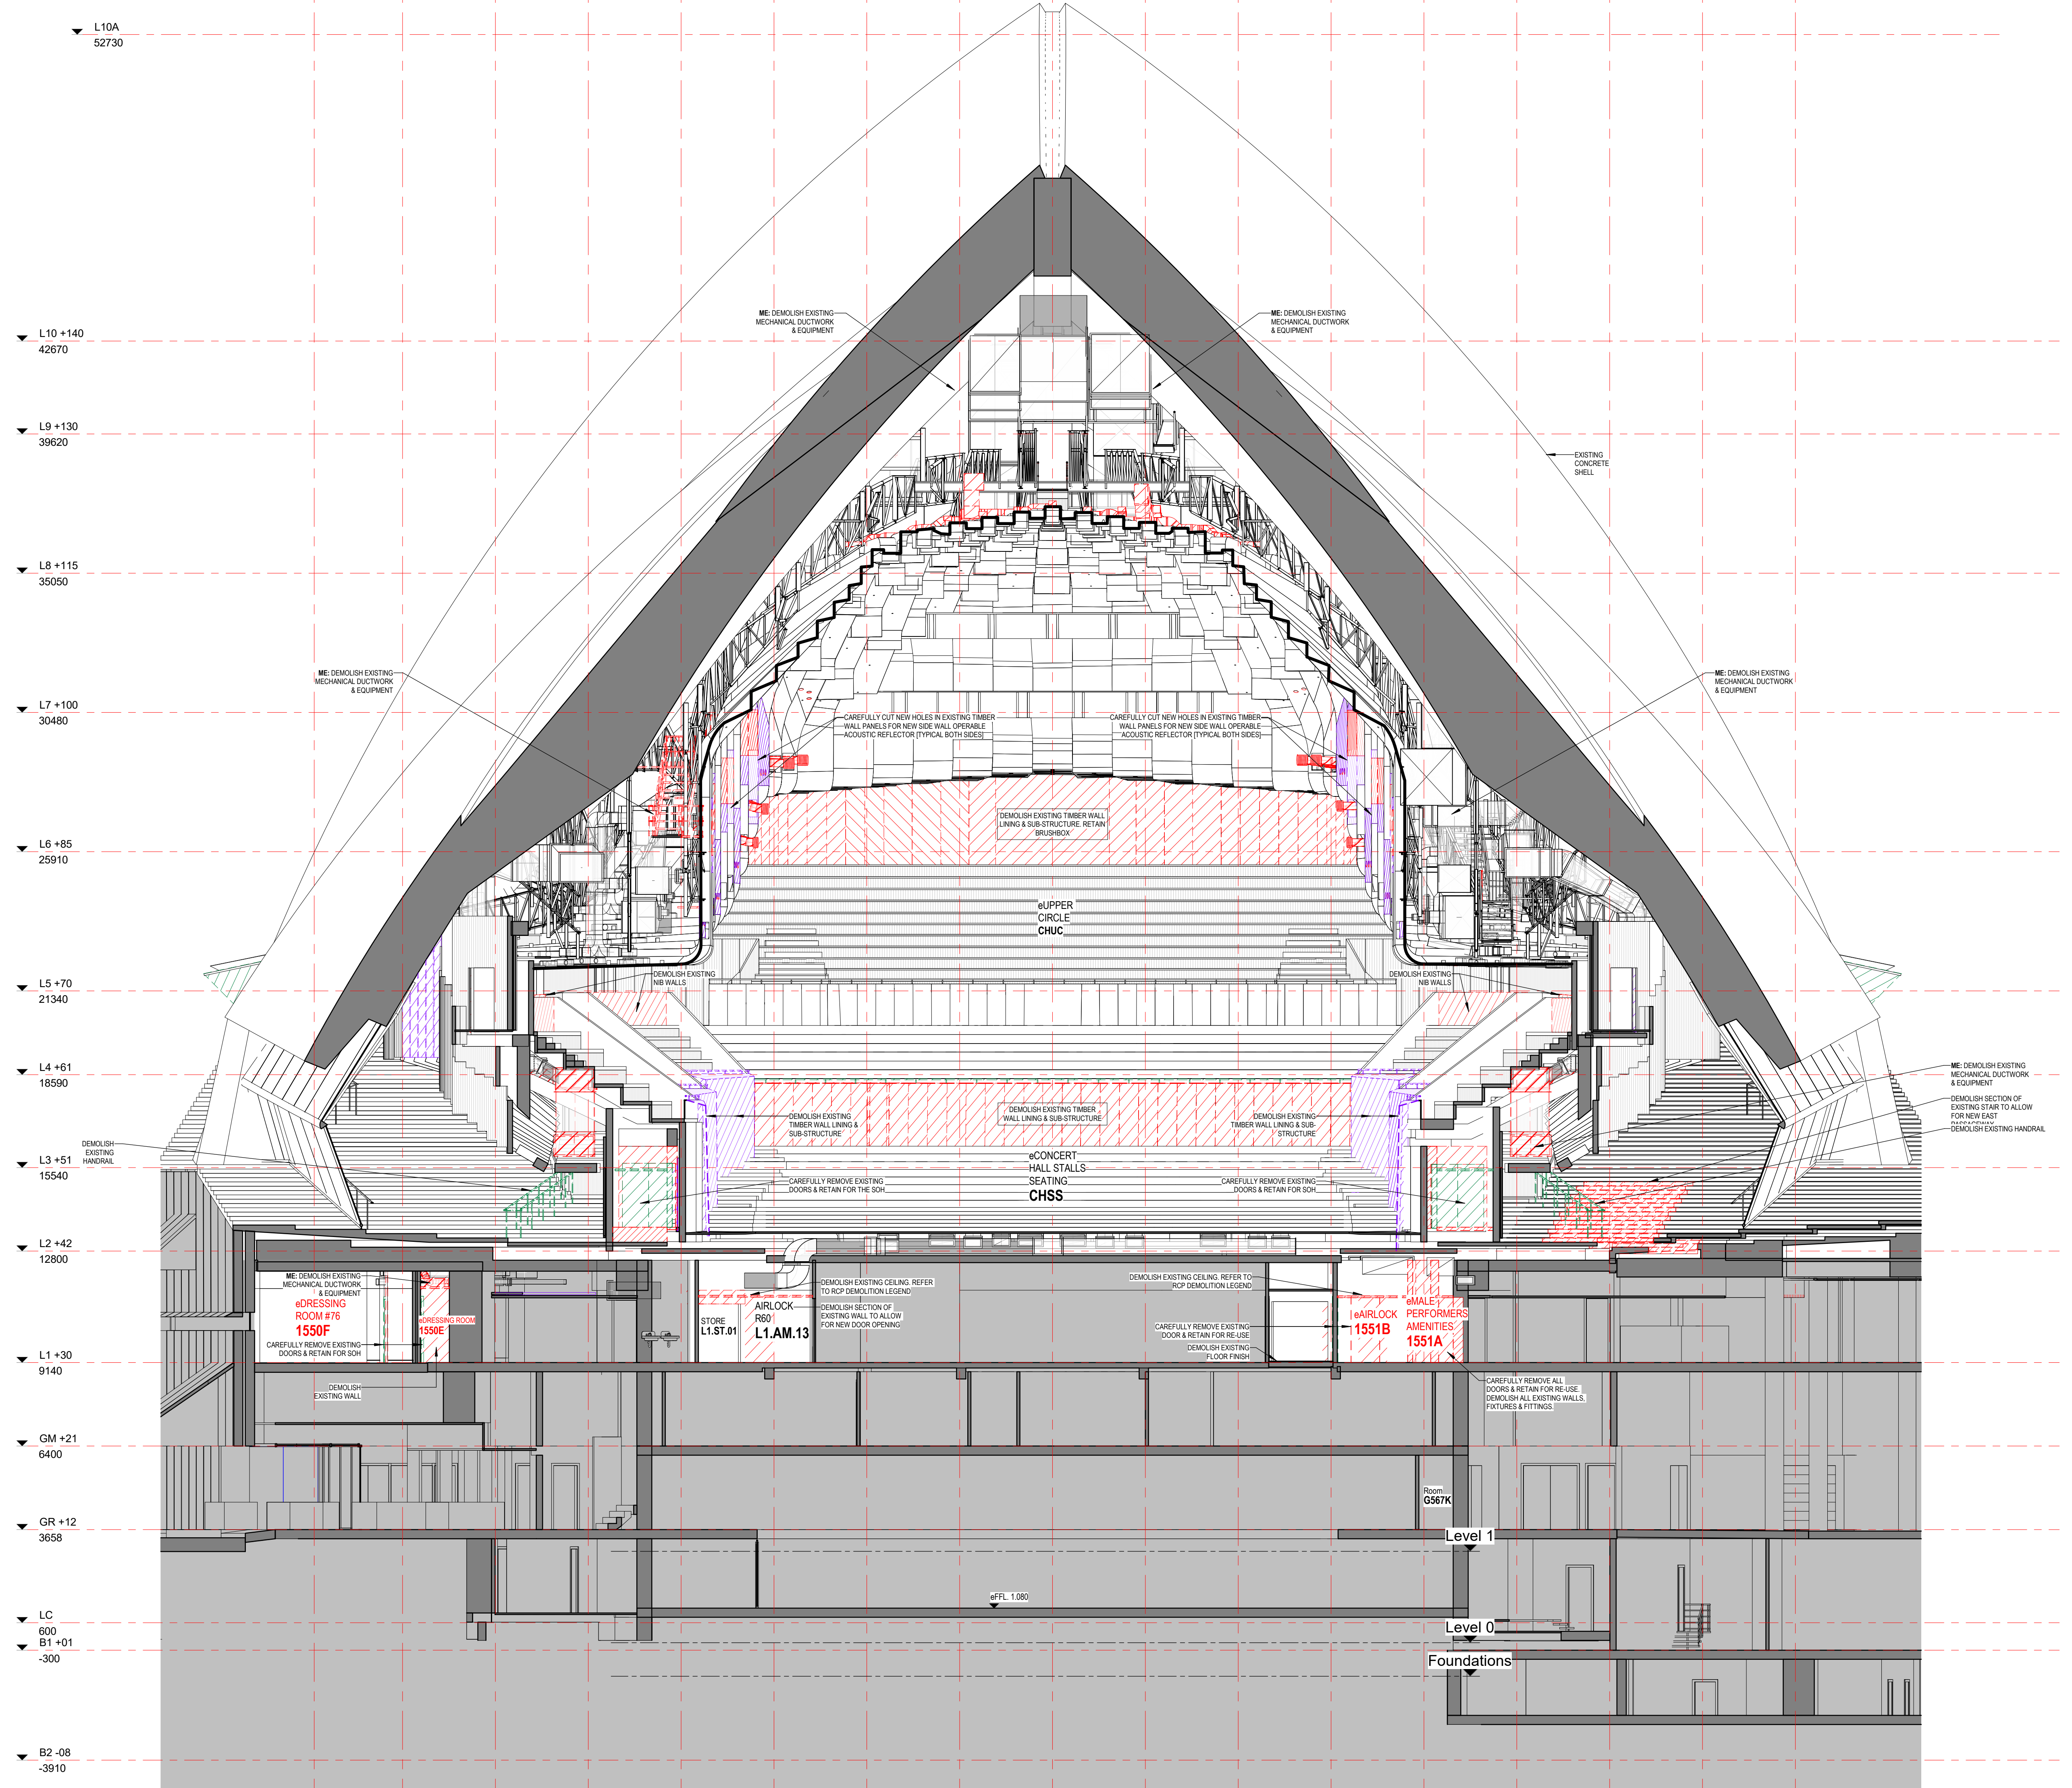 L10A
52730
L10 +140
42670
L9 +130
39620
L8 +115
35050
L7 +100
30480
L6 +85
25910
L5 +70
21340
L4 +61
18590
L3 +51
15540
L2 +42
12800
L1 +30
9140
GM +21
6400
GR +12
3658
LC
600
B1 +01
-300
B2 -08
-3910
ME: DEMOLISH EXISTING
MECHANICAL DUCTWORK
& EQUIPMENT
ME: DEMOLISH EXISTING
MECHANICAL DUCTWORK
& EQUIPMENT
EXISTING
CONCRETE
SHELL
ME: DEMOLISH EXISTING
MECHANICAL DUCTWORK
& EQUIPMENT
ME: DEMOLISH EXISTING
MECHANICAL DUCTWORK
& EQUIPMENT
CAREFULLY CUT NEW HOLES IN EXISTING TIMBER
WALL PANELS FOR NEW SIDE WALL OPERABLE
ACOUSTIC REFLECTOR [TYPICAL BOTH SIDES]
CAREFULLY CUT NEW HOLES IN EXISTING TIMBER
WALL PANELS FOR NEW SIDE WALL OPERABLE
ACOUSTIC REFLECTOR [TYPICAL BOTH SIDES]
DEMOLISH EXISTING TIMBER WALL
LINING & SUB-STRUCTURE. RETAIN
BRUSHBOX
eUPPER
CIRCLE
CHUC
DEMOLISH EXISTING
NIB WALLS
DEMOLISH EXISTING
NIB WALLS
ME: DEMOLISH EXISTING
MECHANICAL DUCTWORK
& EQUIPMENT
DEMOLISH SECTION OF
EXISTING STAIR TO ALLOW
FOR NEW EAST
PASSAGEWAY
DEMOLISH EXISTING HANDRAIL
DEMOLISH EXISTING
TIMBER WALL LINING &
SUB-STRUCTURE
DEMOLISH EXISTING TIMBER
WALL LINING & SUB-STRUCTURE
DEMOLISH EXISTING
TIMBER WALL LINING & SUB-
STRUCTURE
DEMOLISH
EXISTING
HANDRAIL
eCONCERT
HALL STALLS
SEATING
CHSS
CAREFULLY REMOVE EXISTING
DOORS & RETAIN FOR THE SOH
CAREFULLY REMOVE EXISTING
DOORS & RETAIN FOR SOH
ME: DEMOLISH EXISTING
MECHANICAL DUCTWORK
& EQUIPMENT
eDRESSING
ROOM #76
1550F
CAREFULLY REMOVE EXISTING
DOORS & RETAIN FOR SOH
eDRESSING ROOM
1550E
DEMOLISH
EXISTING WALL
STORE
L1.ST.01
AIRLOCK
R60
L1.AM.13
DEMOLISH EXISTING CEILING. REFER
TO RCP DEMOLITION LEGEND
DEMOLISH SECTION OF
EXISTING WALL TO ALLOW
FOR NEW DOOR OPENING
DEMOLISH EXISTING CEILING. REFER TO
RCP DEMOLITION LEGEND
CAREFULLY REMOVE EXISTING
DOOR & RETAIN FOR RE-USE
DEMOLISH EXISTING
FLOOR FINISH
eAIRLOCK
1551B
eMALE
PERFORMERS
AMENITIES
1551A
CAREFULLY REMOVE ALL
DOORS & RETAIN FOR RE-USE.
DEMOLISH ALL EXISTING WALLS,
FIXTURES & FITTINGS.
Room
G567K
Level 1
eFFL. 1.080
Level 0
Foundations